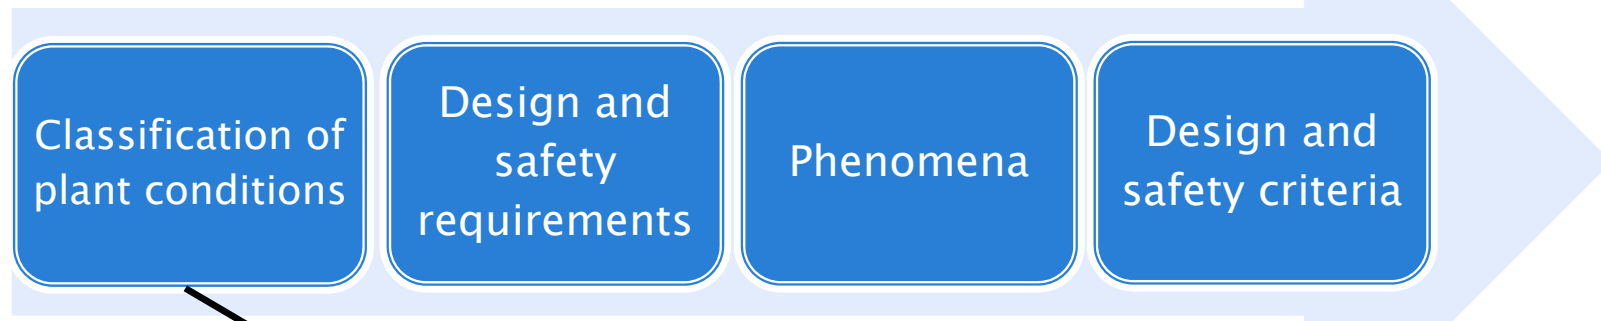 Classification of
plant conditions
Design and
safety
requirements
Phenomena
Design and
safety criteria